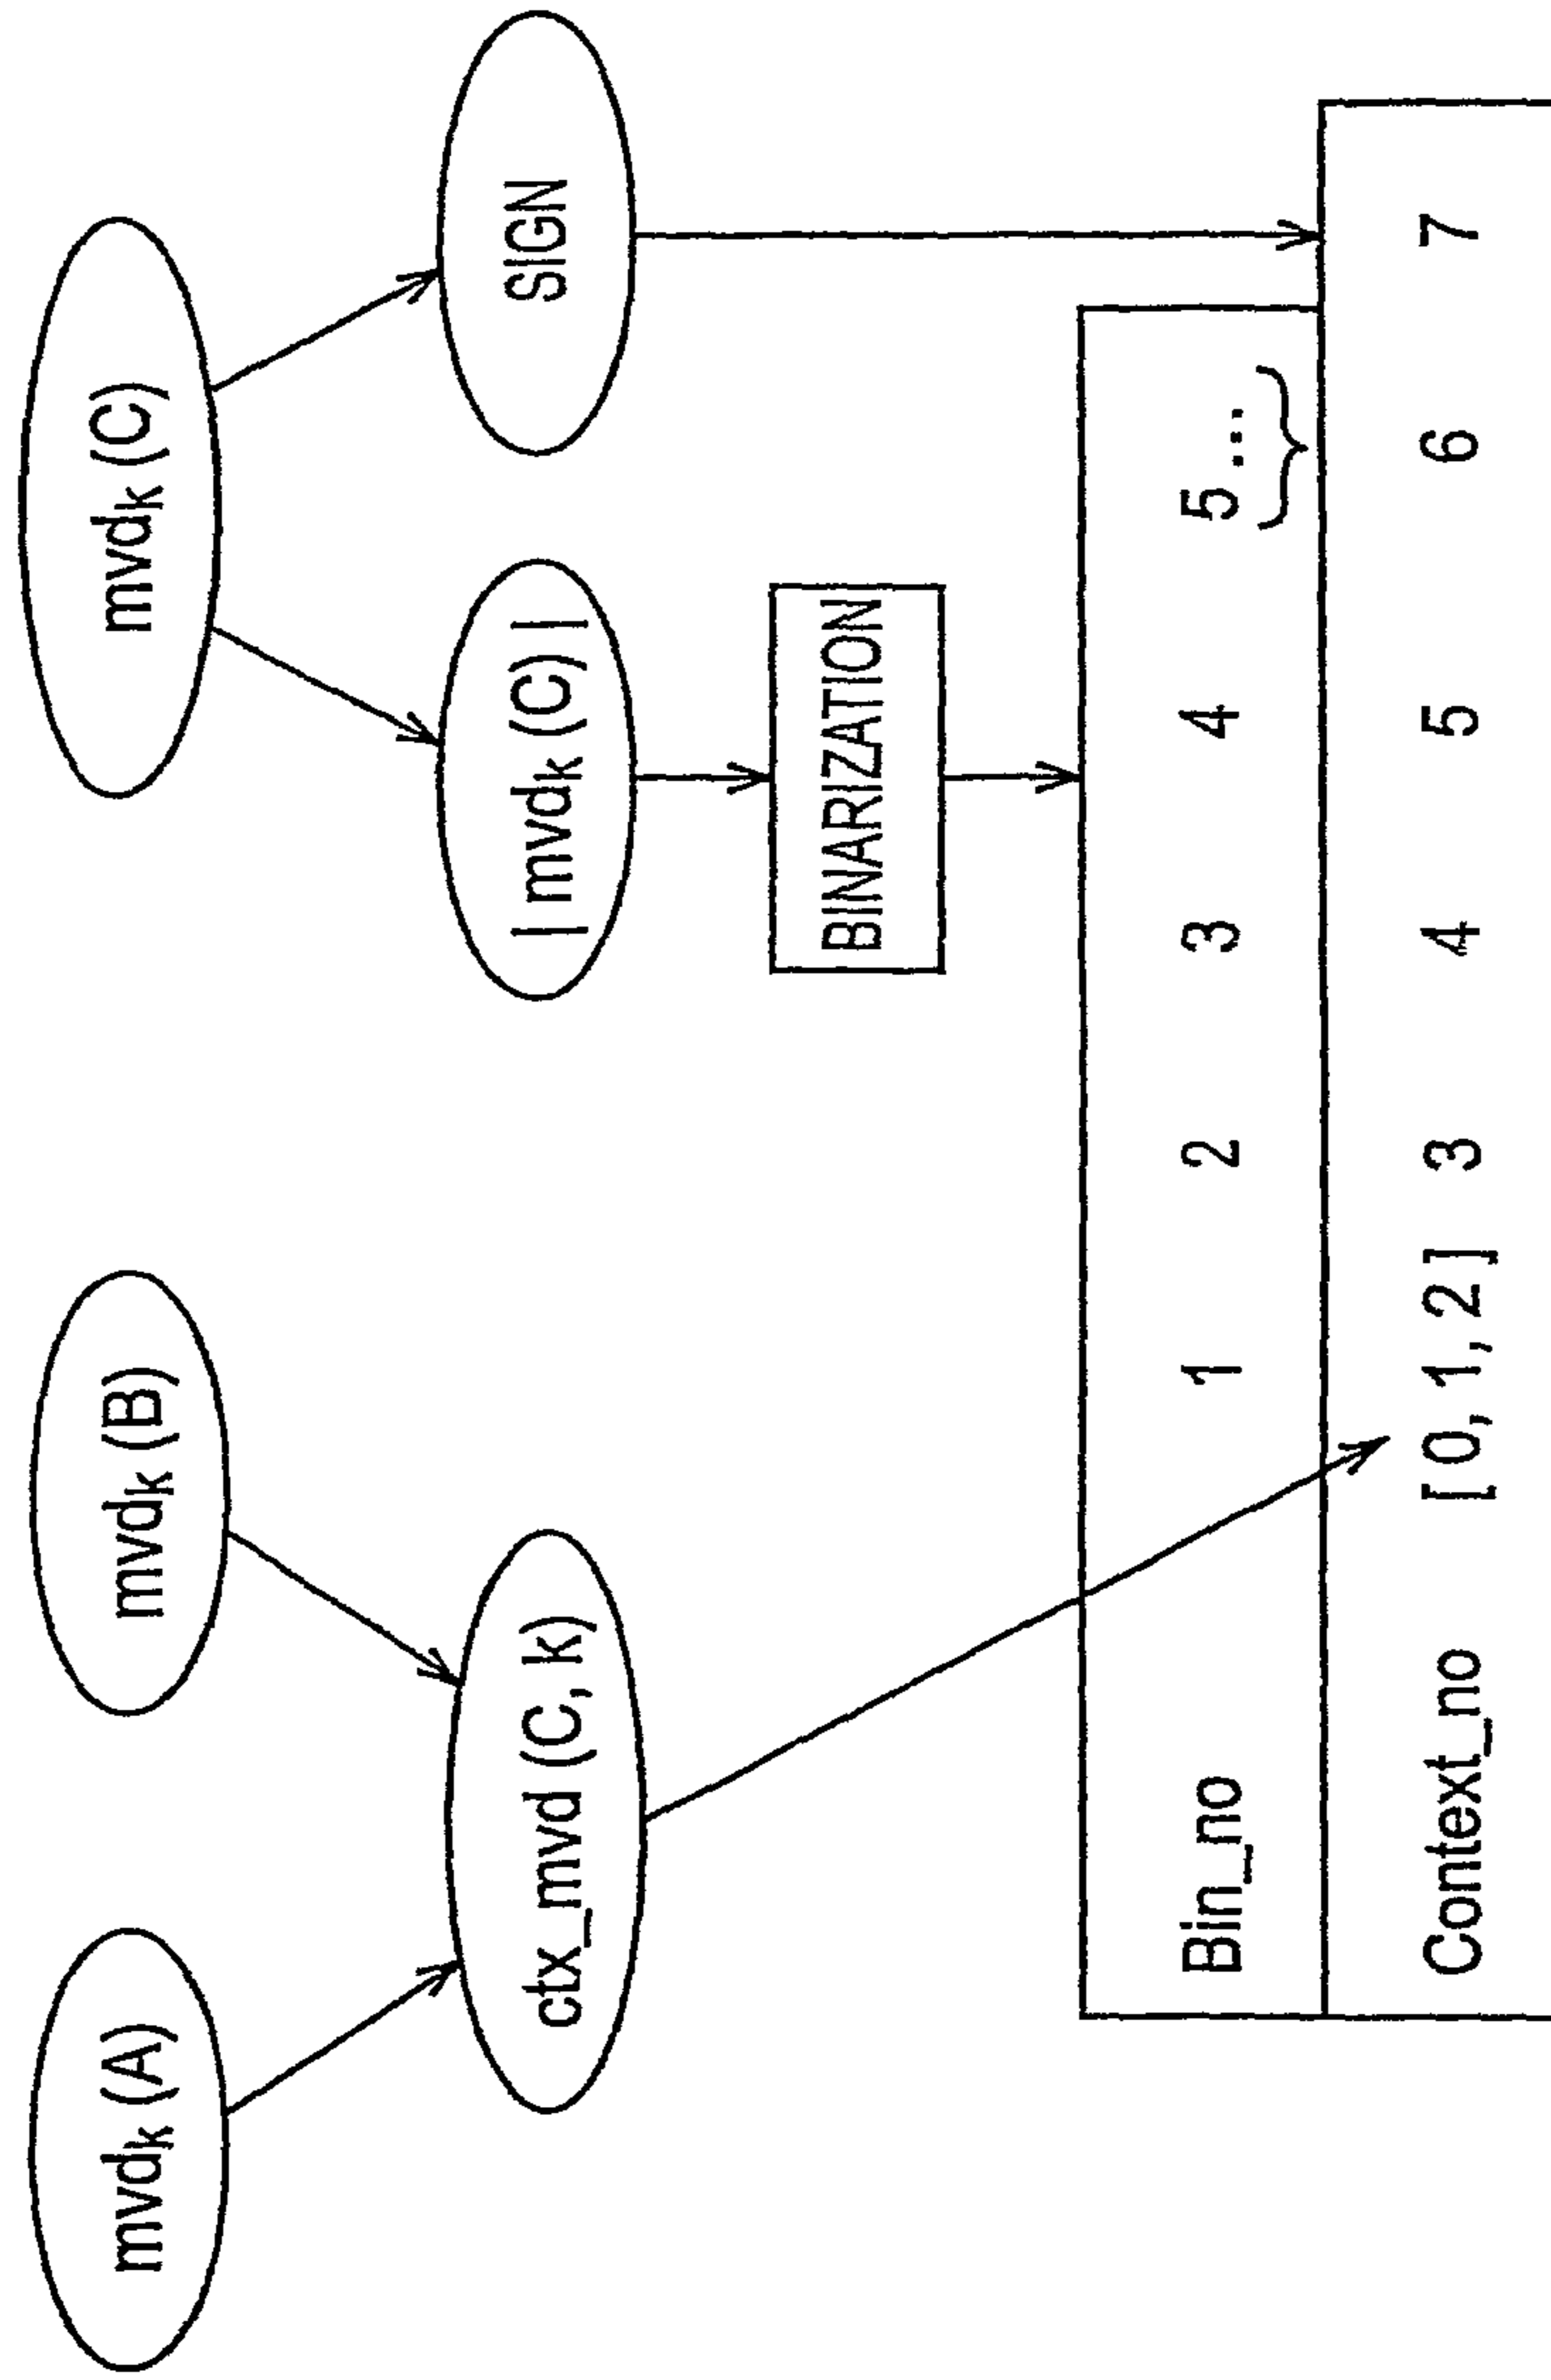 mvdk (A)
mvdk (B)
mvdk (C)
ctx_mvd (C, k)
| mvdk (C) |
SIGN
BINARIZATION
Bin_no 1 2 3 4 5 ...
Context_no [ 0, 1, 2 ] 3 4 5 6 7